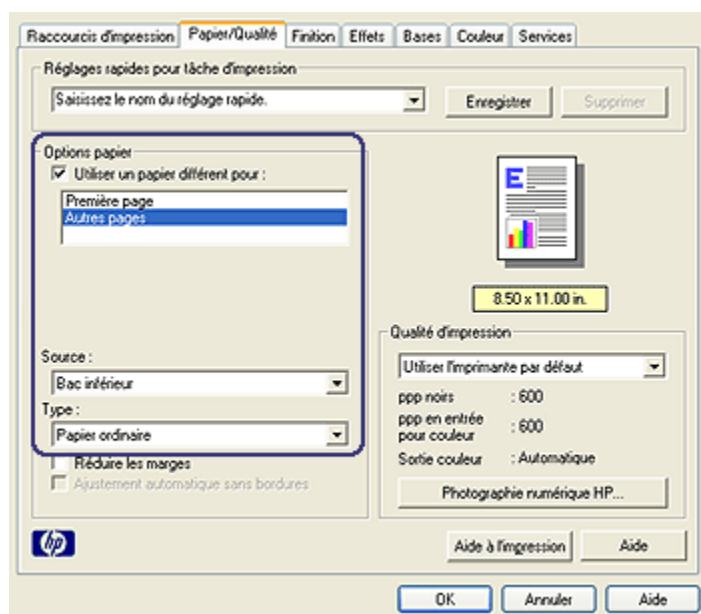 Raccourcis d'impression Papier/Qualité Finition Effets Bases Couleur Services
Réglages rapides pour tâche d'impression
Saisissez le nom du réglage rapide. Enregistrer Supprimer
Options papier
Utiliser un papier différent pour :
Première page
Autres pages
E
8.50 x 11.00 in.
Source :
Bac inférieur
Type :
Papier ordinaire
Réduire les marges
Ajustement automatique sans bordures
Qualité d'impression
Utiliser l'imprimante par défaut
ppp noirs : 600
ppp en entrée
pour couleur : 600
Sortie couleur : Automatique
Photographie numérique HP...
hp
Aide à l'impression Aide
OK Annuler Aide